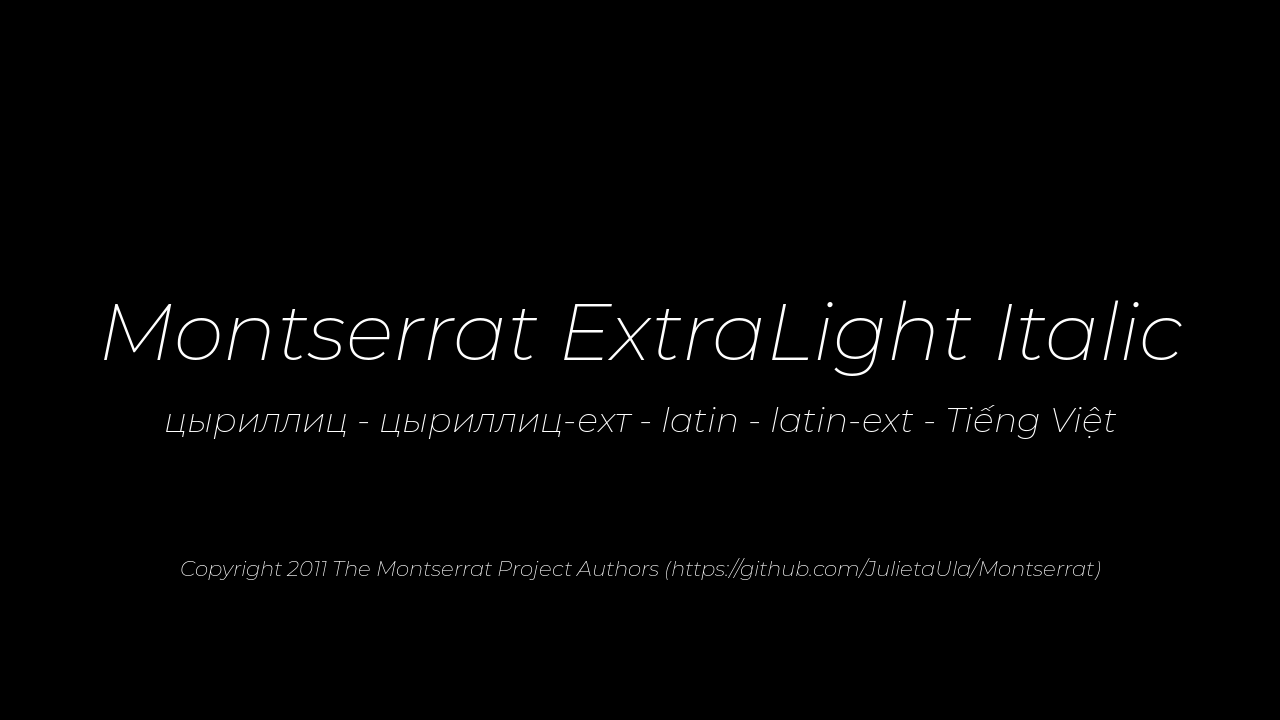 Montserrat ExtraLight Italic
цыриллиц - цыриллиц-ехт - latin - latin-ext - Tiếng Việt
Copyright 2011 The Montserrat Project Authors (https://github.com/JulietaUla/Montserrat)